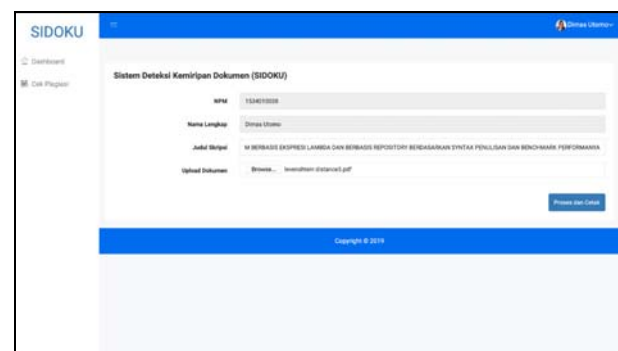 SIDOKU
Dimas Utomo
Dashboard
Cek Plagiasi
Sistem Deteksi Kemiripan Dokumen (SIDOKU)
NPM
Nama Lengkap
Dimas Utomo
Judul Skripsi
M BERBASIS EKSPRESI LAMBDA DAN BERBASIS REPOSITORY BERDASARKAN SYNTAX PENULISAN DAN BENCHMARK PERFORMANYA
Upload Dokumen
Browse...
Proses dan Cetak
Copyright © 2019